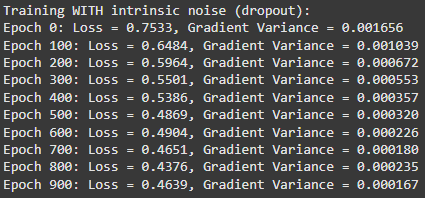 Training WITH intrinsic noise (dropout):
Epoch 0: Loss = 0.7533, Gradient Variance = 0.001656
Epoch 100: Loss = 0.6484, Gradient Variance = 0.001039
Epoch 200: Loss = 0.5964, Gradient Variance = 0.000672
Epoch 300: Loss = 0.5501, Gradient Variance = 0.000553
Epoch 400: Loss = 0.5386, Gradient Variance = 0.000357
Epoch 500: Loss = 0.4869, Gradient Variance = 0.000320
Epoch 600: Loss = 0.4904, Gradient Variance = 0.000226
Epoch 700: Loss = 0.4651, Gradient Variance = 0.000180
Epoch 800: Loss = 0.4376, Gradient Variance = 0.000235
Epoch 900: Loss = 0.4639, Gradient Variance = 0.000167